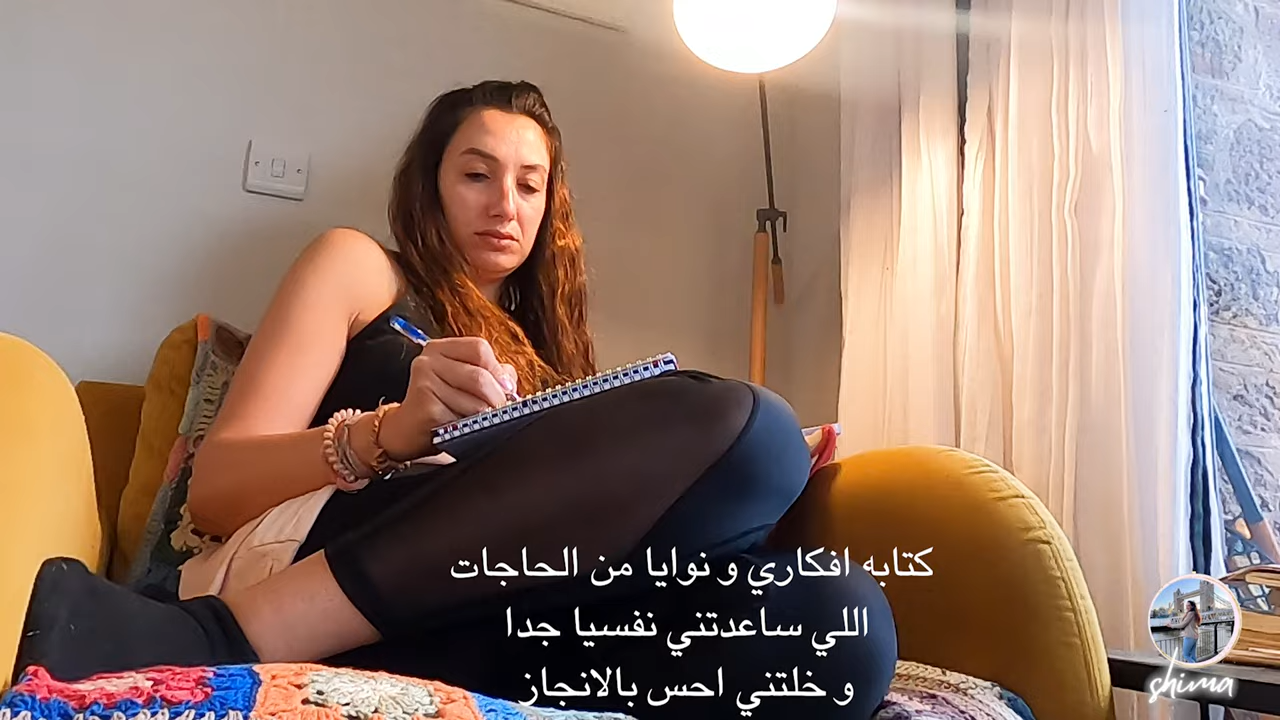 كتابه افكاري و نوايا من الحاجات
اللي ساعدتني نفسيا جدا
و خلتني احس بالانجاز
shima